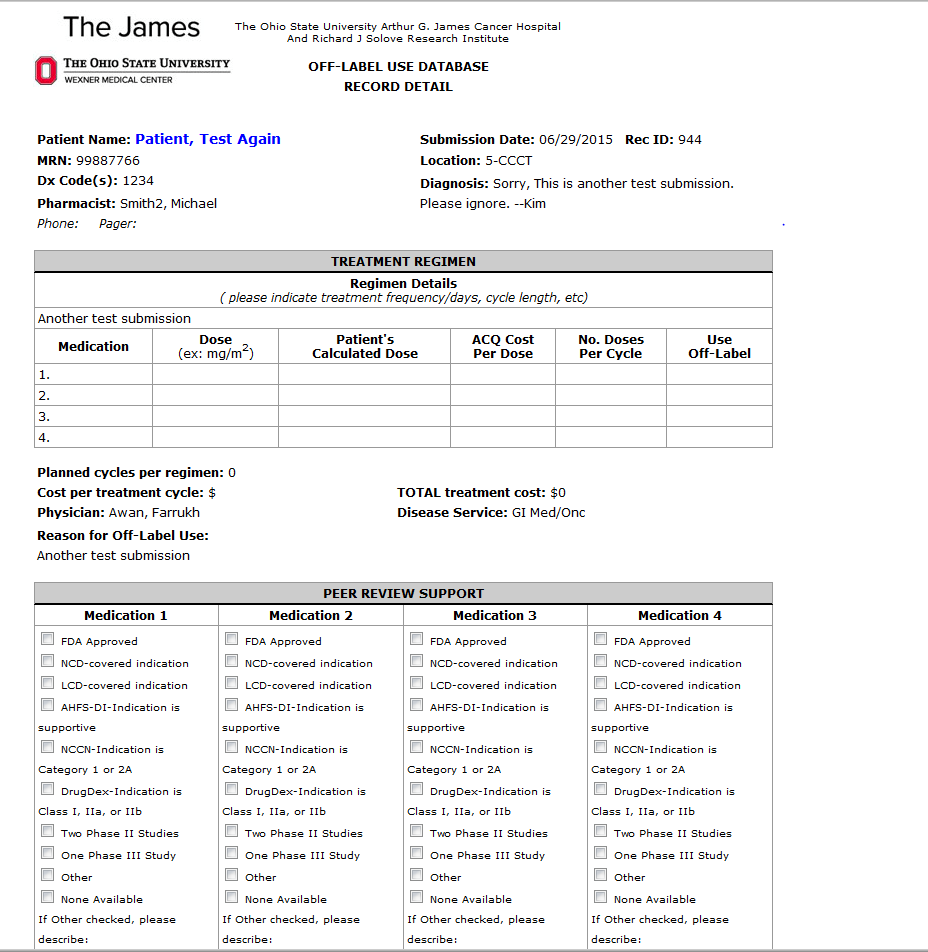 The James
The Ohio State University Arthur G. James Cancer Hospital
And Richard J Solove Research Institute
THE OHIO STATE UNIVERSITY
WEXNER MEDICAL CENTER
OFF-LABEL USE DATABASE
RECORD DETAIL
Patient Name: Patient, Test Again
Submission Date: 06/29/2015 Rec ID: 944
MRN: 99887766
Location: 5-CCCT
Dx Code(s): 1234
Diagnosis: Sorry, This is another test submission.
Please ignore. --Kim
Pharmacist: Smith2, Michael
Phone: Pager:
TREATMENT REGIMEN
Regimen Details
( please indicate treatment frequency/days, cycle length, etc)
Another test submission
Medication
Dose
(ex: mg/m2)
Patient's
Calculated Dose
ACQ Cost
Per Dose
No. Doses
Per Cycle
Use
Off-Label
1.
2.
3.
4.
Planned cycles per regimen: 0
Cost per treatment cycle: $
TOTAL treatment cost: $0
Physician: Awan, Farrukh
Disease Service: GI Med/Onc
Reason for Off-Label Use:
Another test submission
PEER REVIEW SUPPORT
Medication 1
FDA Approved
NCD-covered indication
LCD-covered indication
AHFS-DI-Indication is
supportive
NCCN-Indication is
Category 1 or 2A
DrugDex-Indication is
Class I, IIa, or IIb
Two Phase II Studies
One Phase III Study
Other
None Available
If Other checked, please
describe:
Medication 2
FDA Approved
NCD-covered indication
LCD-covered indication
AHFS-DI-Indication is
supportive
NCCN-Indication is
Category 1 or 2A
DrugDex-Indication is
Class I, IIa, or IIb
Two Phase II Studies
One Phase III Study
Other
None Available
If Other checked, please
describe:
Medication 3
FDA Approved
NCD-covered indication
LCD-covered indication
AHFS-DI-Indication is
supportive
NCCN-Indication is
Category 1 or 2A
DrugDex-Indication is
Class I, IIa, or IIb
Two Phase II Studies
One Phase III Study
Other
None Available
If Other checked, please
describe:
Medication 4
FDA Approved
NCD-covered indication
LCD-covered indication
AHFS-DI-Indication is
supportive
NCCN-Indication is
Category 1 or 2A
DrugDex-Indication is
Class I, IIa, or IIb
Two Phase II Studies
One Phase III Study
Other
None Available
If Other checked, please
describe: